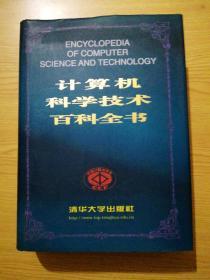 ENCYCLOPEDIA
OF COMPUTER
SCIENCE AND TECHNOLOGY
计算机
科学技术
百科全书
清华大学出版社